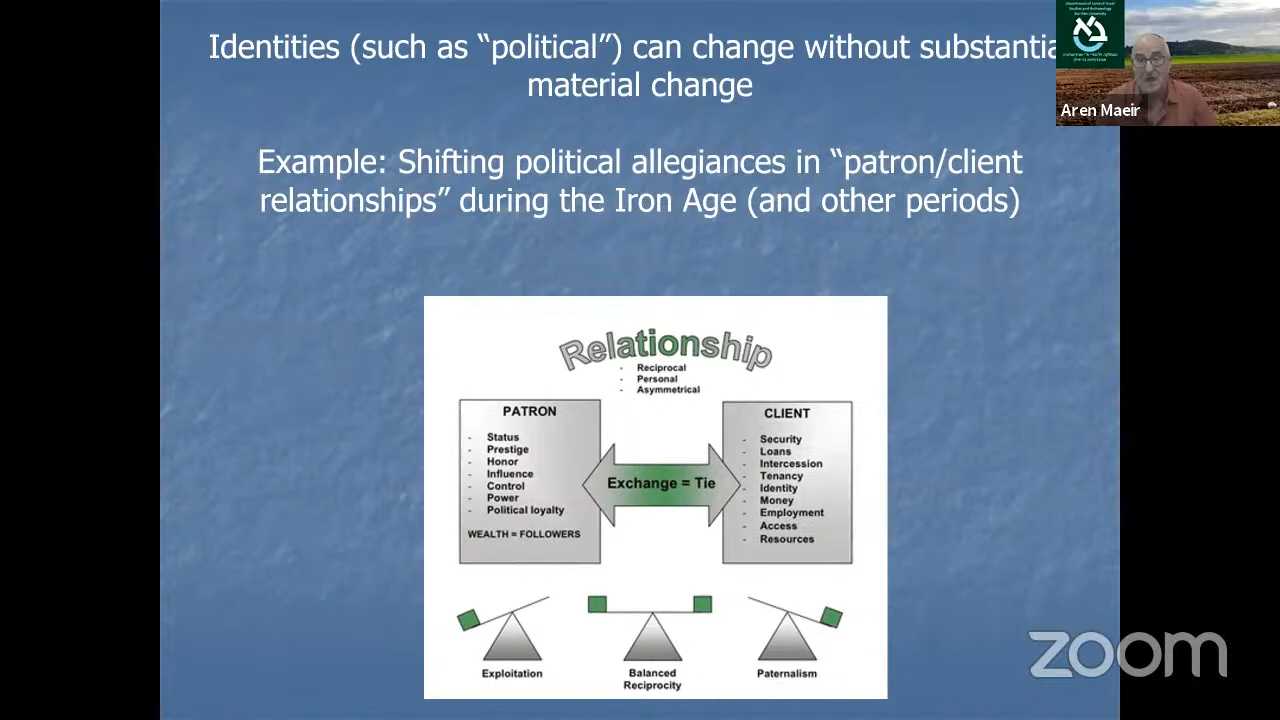 Identities (such as “political”) can change without substantia
material change
Example: Shifting political allegiances in “patron/client
relationships” during the Iron Age (and other periods)
Aren Maeir
Relationship
- Reciprocal
- Personal
- Asymmetrical
PATRON
- Status
- Prestige
- Honor
- Influence
- Control
- Power
- Political loyalty
WEALTH = FOLLOWERS
Exchange = Tie
CLIENT
- Security
- Loans
- Intercession
- Tenancy
- Identity
- Money
- Employment
- Access
- Resources
Exploitation
Balanced
Reciprocity
Paternalism
zoom